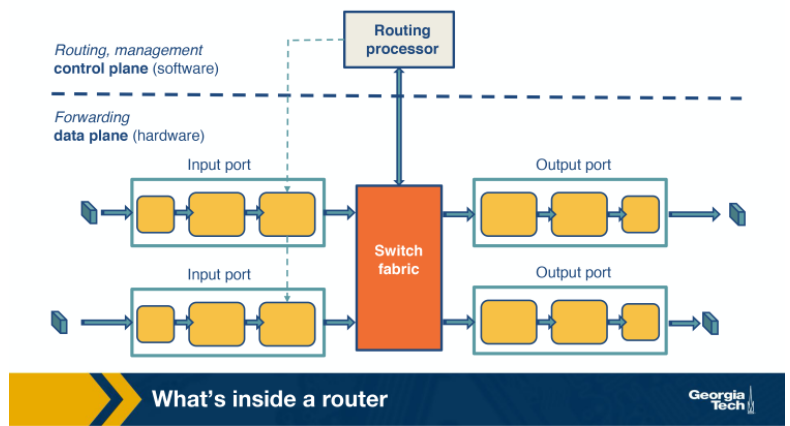 Routing
processor
Routing, management
control plane (software)
Forwarding
data plane (hardware)
Input port
Output port
Switch
fabric
Input port
Output port
What's inside a router
Georgia
Tech